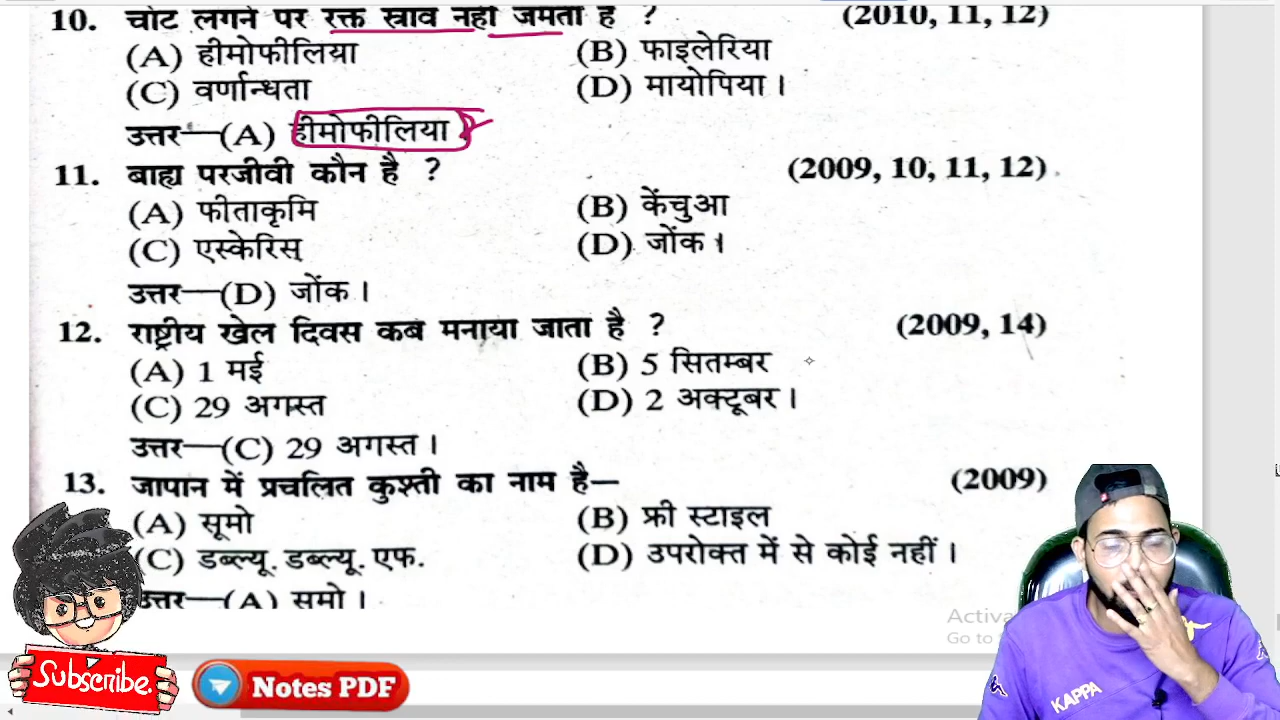 10. चोट लगने पर रक्त स्राव नहीं जमता है ? (2010, 11, 12)
(A) हीमोफीलिया (B) फाइलेरिया
(C) वर्णान्धता (D) मायोपिया ।
उत्तर—(A) हीमोफीलिया
11. बाह्य परजीवी कौन है ? (2009, 10, 11, 12)
(A) फीताकृमि (B) केंचुआ
(C) एस्केरिस् (D) जोंक ।
उत्तर—(D) जोंक ।
12. राष्ट्रीय खेल दिवस कब मनाया जाता है ? (2009, 14)
(A) 1 मई (B) 5 सितम्बर
(C) 29 अगस्त (D) 2 अक्टूबर ।
उत्तर—(C) 29 अगस्त ।
13. जापान में प्रचलित कुश्ती का नाम है— (2009)
(A) सूमो (B) फ्री स्टाइल
(C) डब्ल्यू. डब्ल्यू. एफ. (D) उपरोक्त में से कोई नहीं ।
उत्तर—(A) सूमो ।
Activa
Go to
Subscribe.
Notes PDF
KAPPA